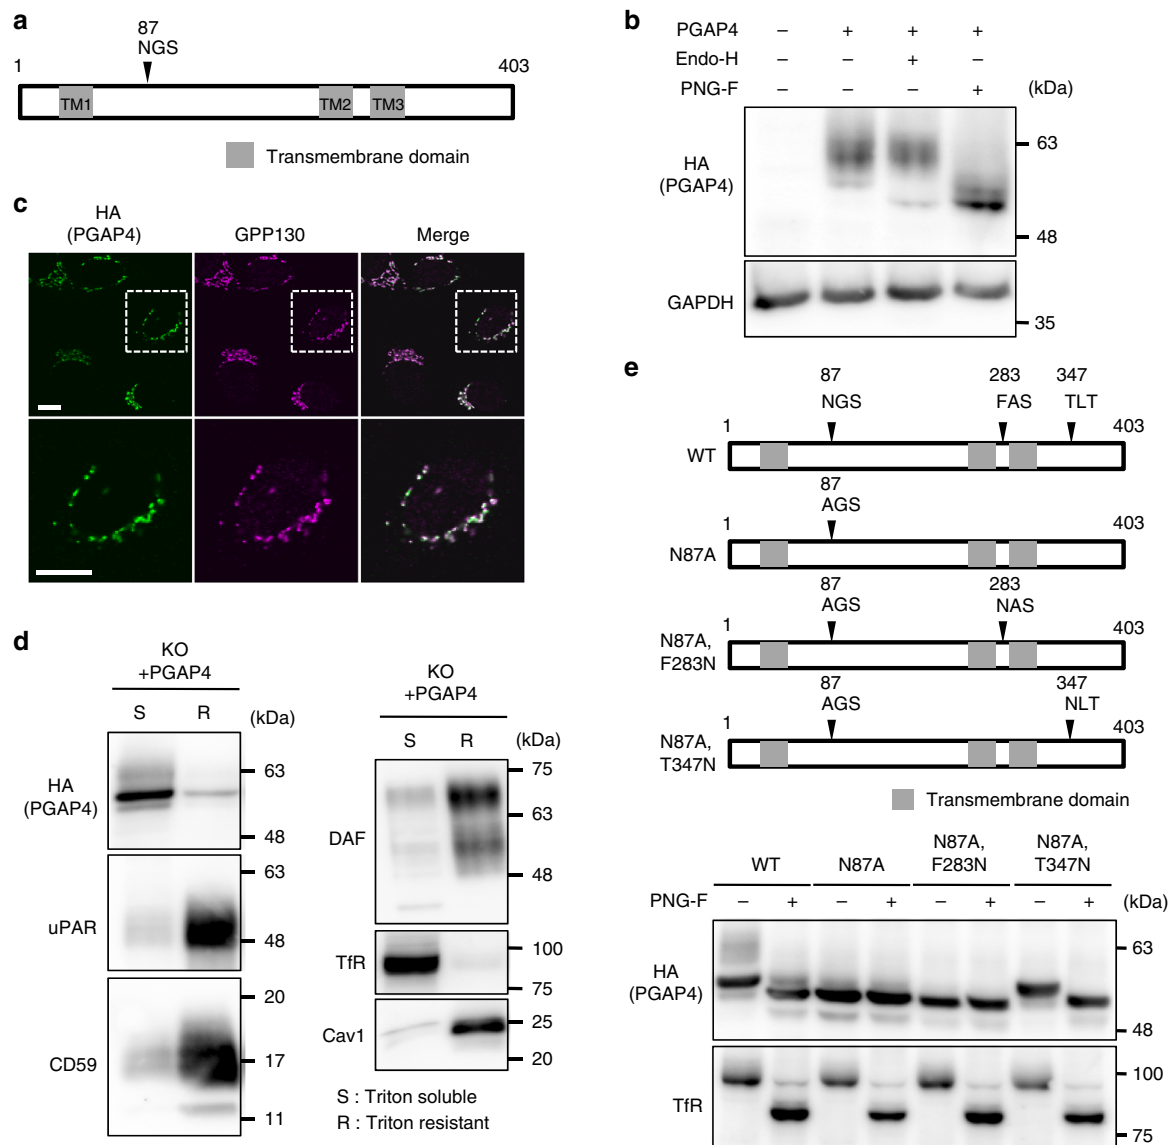 a
87
NGS
1
403
TM1
TM2
TM3
Transmembrane domain
b
PGAP4 – + + +
Endo-H – – +
PNG-F – – – +
(kDa)
HA
(PGAP4)
63
48
GAPDH
35
c
HA
(PGAP4)
GPP130
Merge
d
KO
+PGAP4
S R
(kDa)
HA
(PGAP4)
63
48
uPAR
63
48
CD59
20
17
11
KO
+PGAP4
S R
(kDa)
DAF
75
63
48
TfR
100
75
Cav1
25
20
S : Triton soluble
R : Triton resistant
e
87 283 347
NGS FAS TLT
1 403
WT
87
AGS
1 403
N87A
87 283
AGS NAS
1 403
N87A,
F283N
87 347
AGS NLT
1 403
N87A,
T347N
Transmembrane domain
WT
N87A
N87A,
F283N
N87A,
T347N
PNG-F – + – + – + – + (kDa)
HA
(PGAP4)
63
48
TfR
100
75